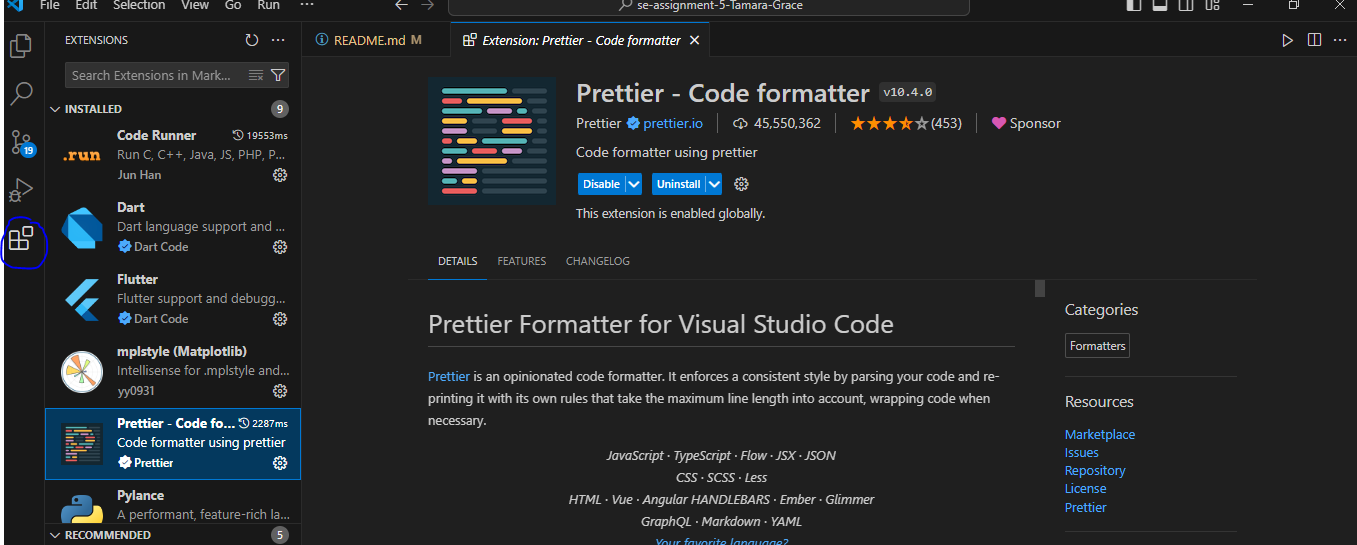 File Edit Selection View Go Run ···
se-assignment-5-Tamara-Grace
EXTENSIONS
Search Extensions in Mark...
INSTALLED 9
.run
Code Runner 19553ms
Run C, C++, Java, JS, PHP, P...
Jun Han
Dart
Dart language support and ...
Dart Code
Flutter
Flutter support and debugg...
Dart Code
mplstyle (Matplotlib)
Intellisense for .mplstyle and...
yy0931
Prettier - Code fo... 2287ms
Code formatter using prettier
Prettier
Pylance
A performant, feature-rich la...
RECOMMENDED 5
19
README.md M
Extension: Prettier - Code formatter
Prettier - Code formatter v10.4.0
Prettier prettier.io 45,550,362 (453) Sponsor
Code formatter using prettier
Disable Uninstall
This extension is enabled globally.
DETAILS FEATURES CHANGELOG
Prettier Formatter for Visual Studio Code
Prettier is an opinionated code formatter. It enforces a consistent style by parsing your code and re-
printing it with its own rules that take the maximum line length into account, wrapping code when
necessary.
JavaScript · TypeScript · Flow · JSX · JSON
CSS · SCSS · Less
HTML · Vue · Angular HANDLEBARS · Ember · Glimmer
GraphQL · Markdown · YAML
Your favorite language?
Categories
Formatters
Resources
Marketplace
Issues
Repository
License
Prettier